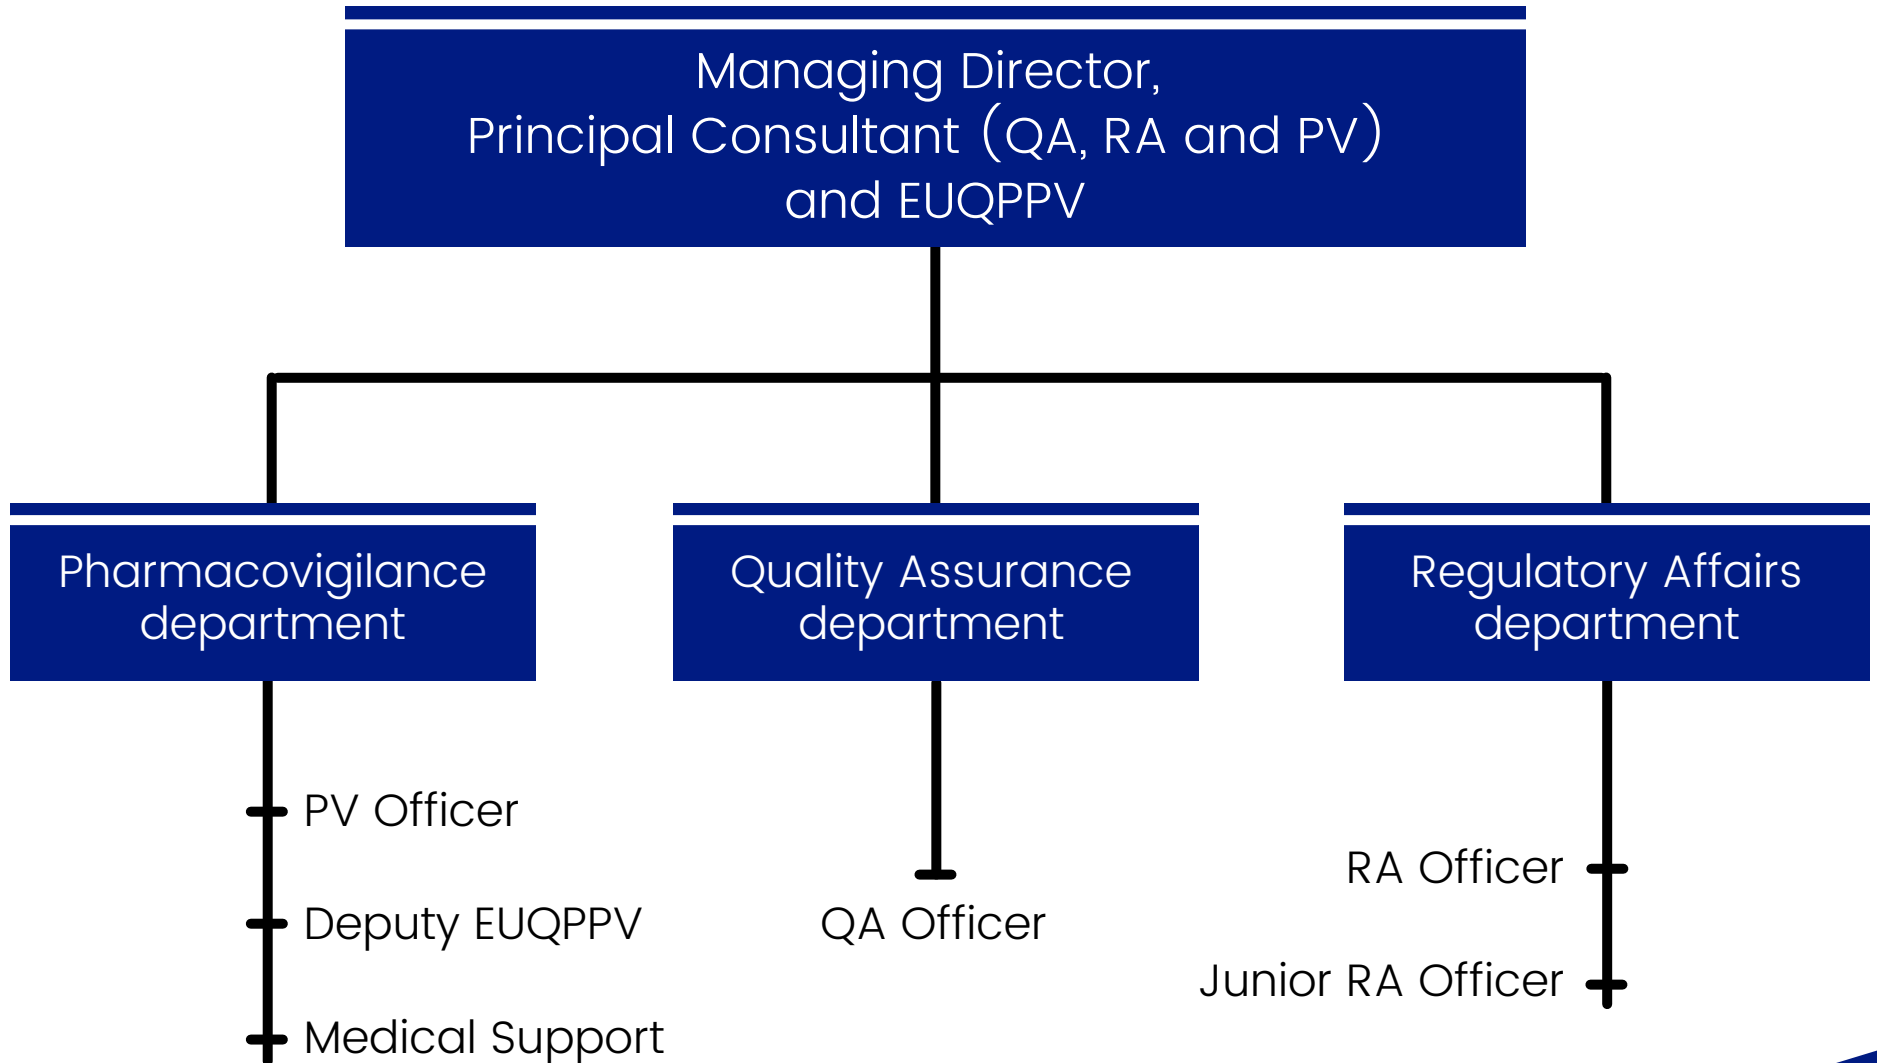 Managing Director,
Principal Consultant (QA, RA and PV)
and EUQPPV
Pharmacovigilance
department
Quality Assurance
department
Regulatory Affairs
department
PV Officer
Deputy EUQPPV
Medical Support
QA Officer
RA Officer
Junior RA Officer